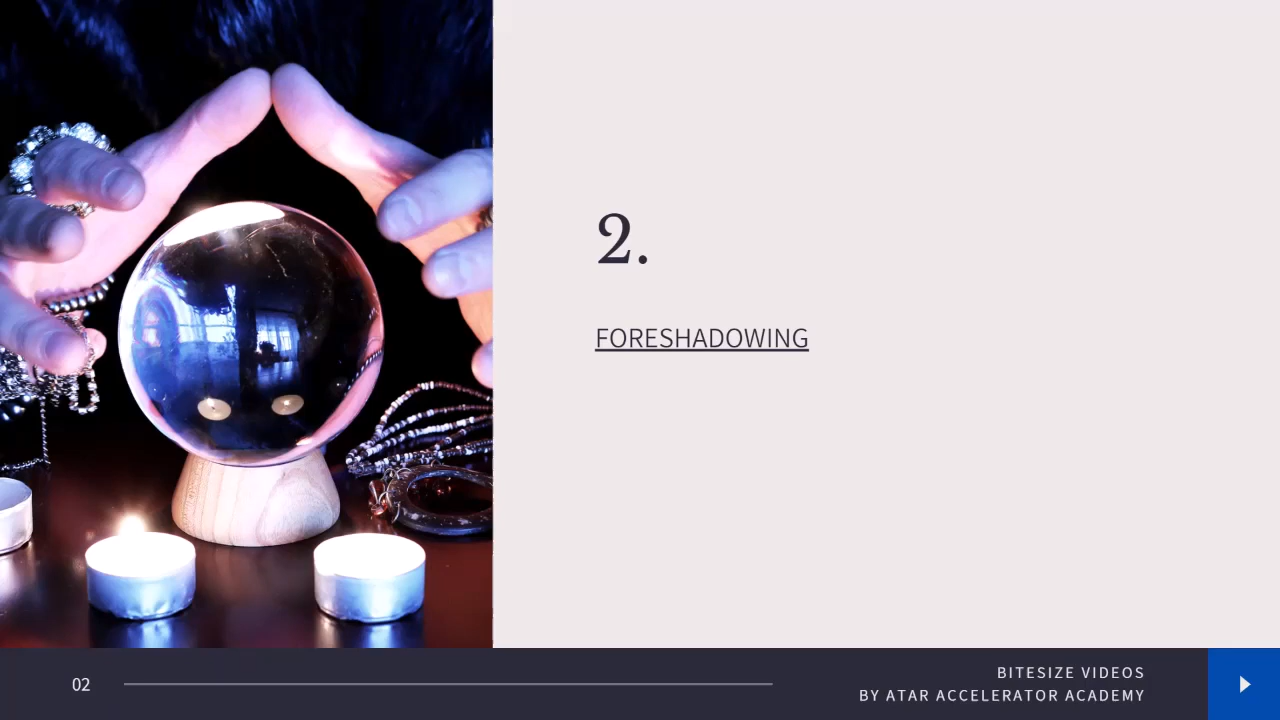 2.
FORESHADOWING
02
BITESIZE VIDEOS
BY ATAR ACCELERATOR ACADEMY